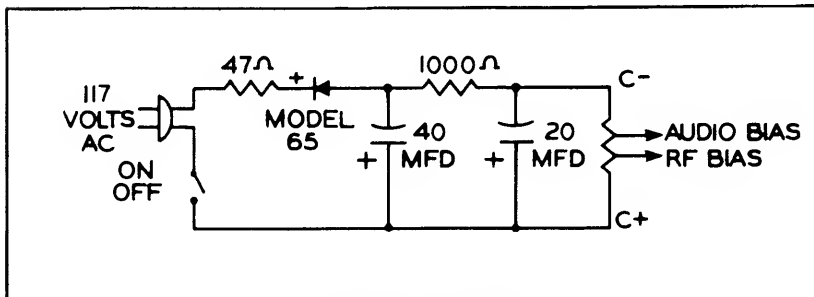 117
VOLTS
AC
ON
OFF
47Ω
+
MODEL
65
40
MFD
+
1000Ω
20
MFD
+
C-
AUDIO BIAS
RF BIAS
C+